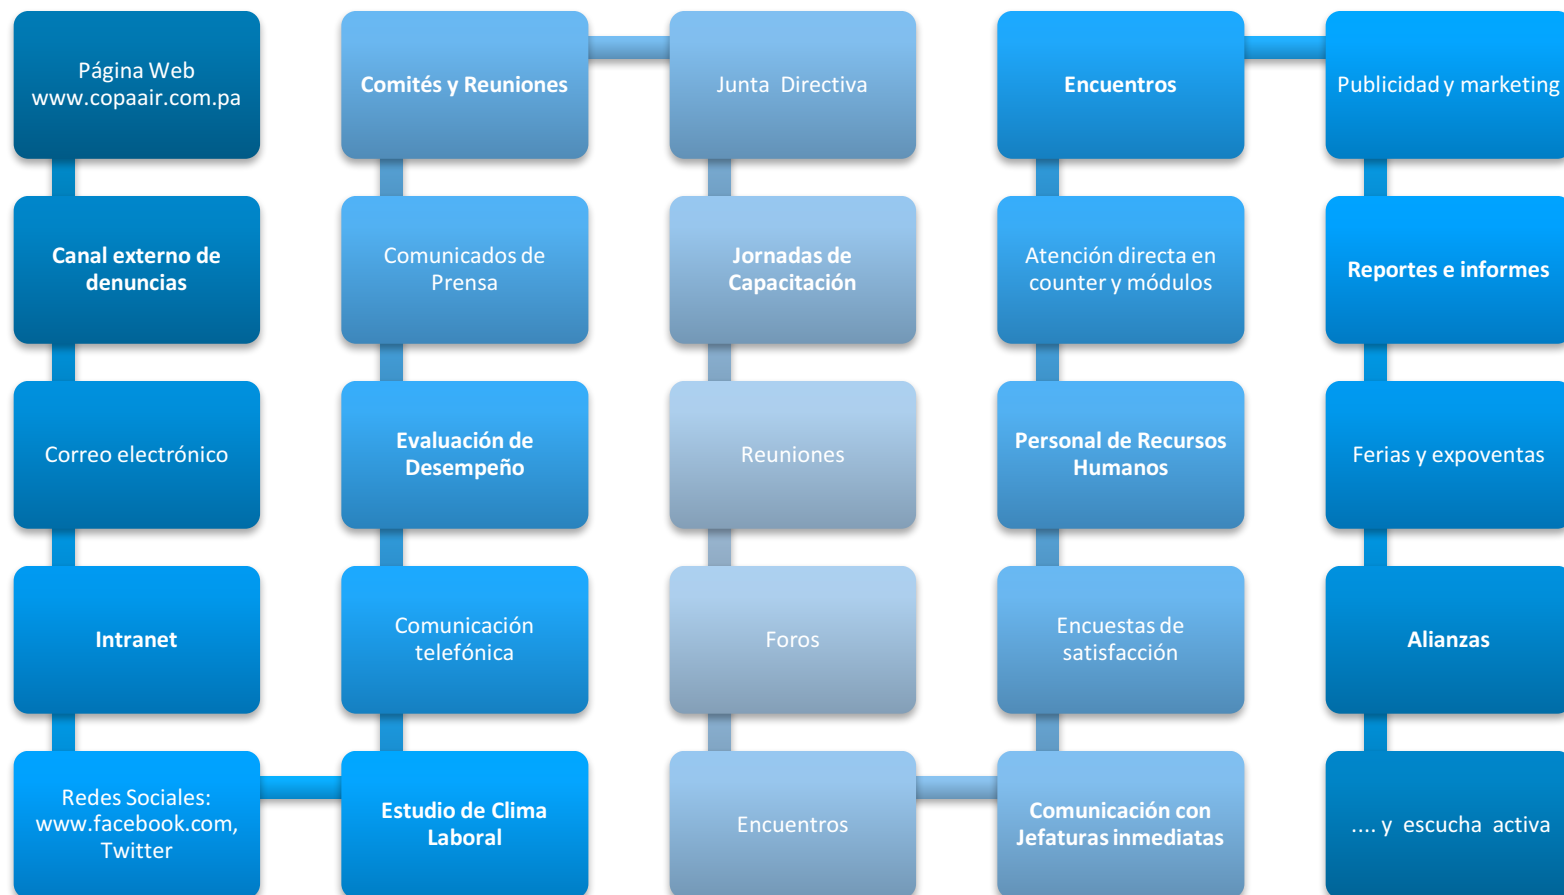 Página Web
www.copaair.com.pa
Canal externo de
denuncias
Correo electrónico
Intranet
Redes Sociales:
www.facebook.com,
Twitter
Estudio de Clima
Laboral
Comunicación
telefónica
Evaluación de
Desempeño
Comunicados de
Prensa
Comités y Reuniones
Junta Directiva
Jornadas de
Capacitación
Reuniones
Foros
Encuentros
Comunicación con
Jefaturas inmediatas
Encuestas de
satisfacción
Personal de Recursos
Humanos
Atención directa en
counter y módulos
Encuentros
Publicidad y marketing
Reportes e informes
Ferias y expoventas
Alianzas
.... y escucha activa